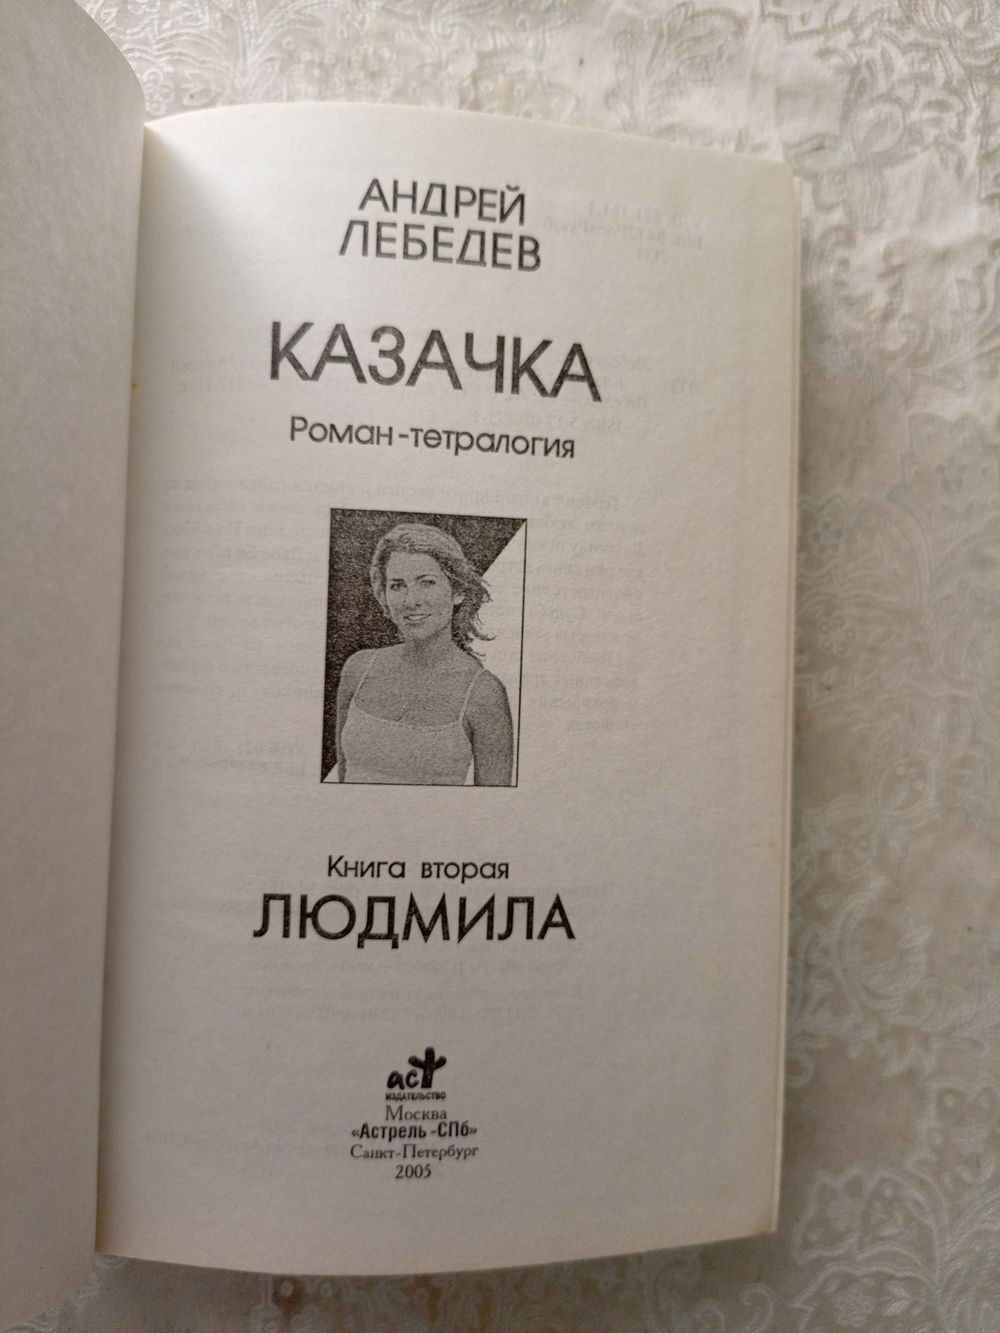 АНДРЕЙ
ЛЕБЕДЕВ
КАЗАЧКА
Роман-тетралогия
Книга вторая
ЛЮДМИЛА
аст
ИЗДАТЕЛЬСТВО
Москва
«Астрель-СПб»
Санкт-Петербург
2005